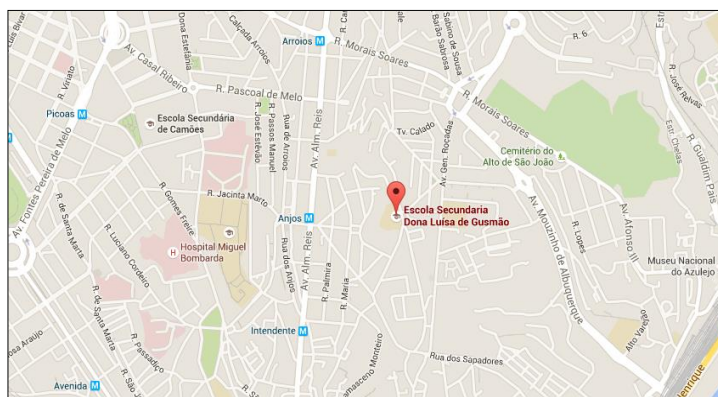 Luis Bivar
Dona Estefânia
Calçada Arroios
Arroios M
R. Morais Soares
Sabino de Sousa
Barão Sabrosa
R. 6
R. José Relvas
Estr. Chelas
R. Gualdim Pais
R. Virato
Av. Casal Ribeiro
R. Pascoal de Melo
Av. Alm. Reis
R. Morais Soares
Picoas M
Escola Secundária
de Camões
R. José Estêvão
R. Passos Manuel
Rua de Arroios
Tv. Calado
Av. Gen. Roçadas
Cemitério do
Alto de São João
Av. Fontes Pereira de Melo
R. de Santa Marta
R. Gomes Freire
R. Jacinta Marto
Anjos M
Escola Secundaria
Dona Luísa de Gusmão
R. Luciano Cordeiro
Hospital Miguel
Bombarda
Rua dos Anjos
Av. Alm. Reis
R. Palmira
R. Maria
Av. Mouzinho de Albuquerque
R. Lopes
Av. Afonso III
Museu Nacional
do Azulejo
R. de Santa Marta
R. Passadiço
Intendente M
Rua dos Sapadores
Alto Varejão
Avenida M
R. São José
Damasceno Monteiro
Henrique